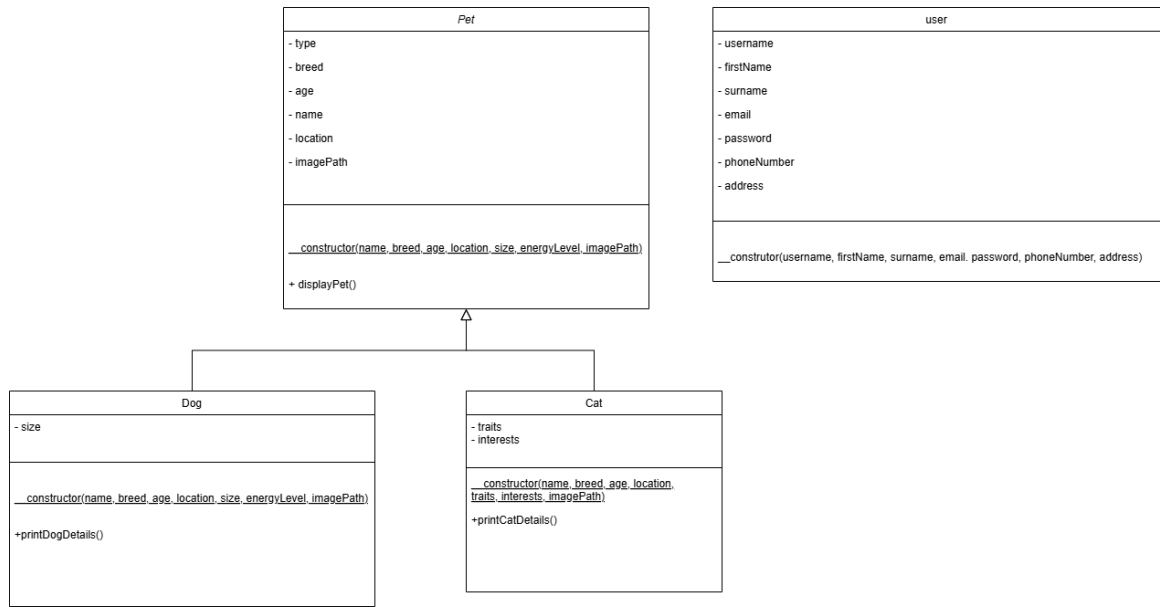 Pet
- type
- breed
- age
- name
- location
- imagePath
__constructor(name, breed, age, location, size, energyLevel, imagePath)
+ displayPet()
user
- username
- firstName
- surname
- email
- password
- phoneNumber
- address
__construtor(username, firstName, surname, email. password, phoneNumber, address)
Dog
- size
__constructor(name, breed, age, location, size, energyLevel, imagePath)
+printDogDetails()
Cat
- traits
- interests
__constructor(name, breed, age, location,
traits, interests, imagePath)
+printCatDetails()